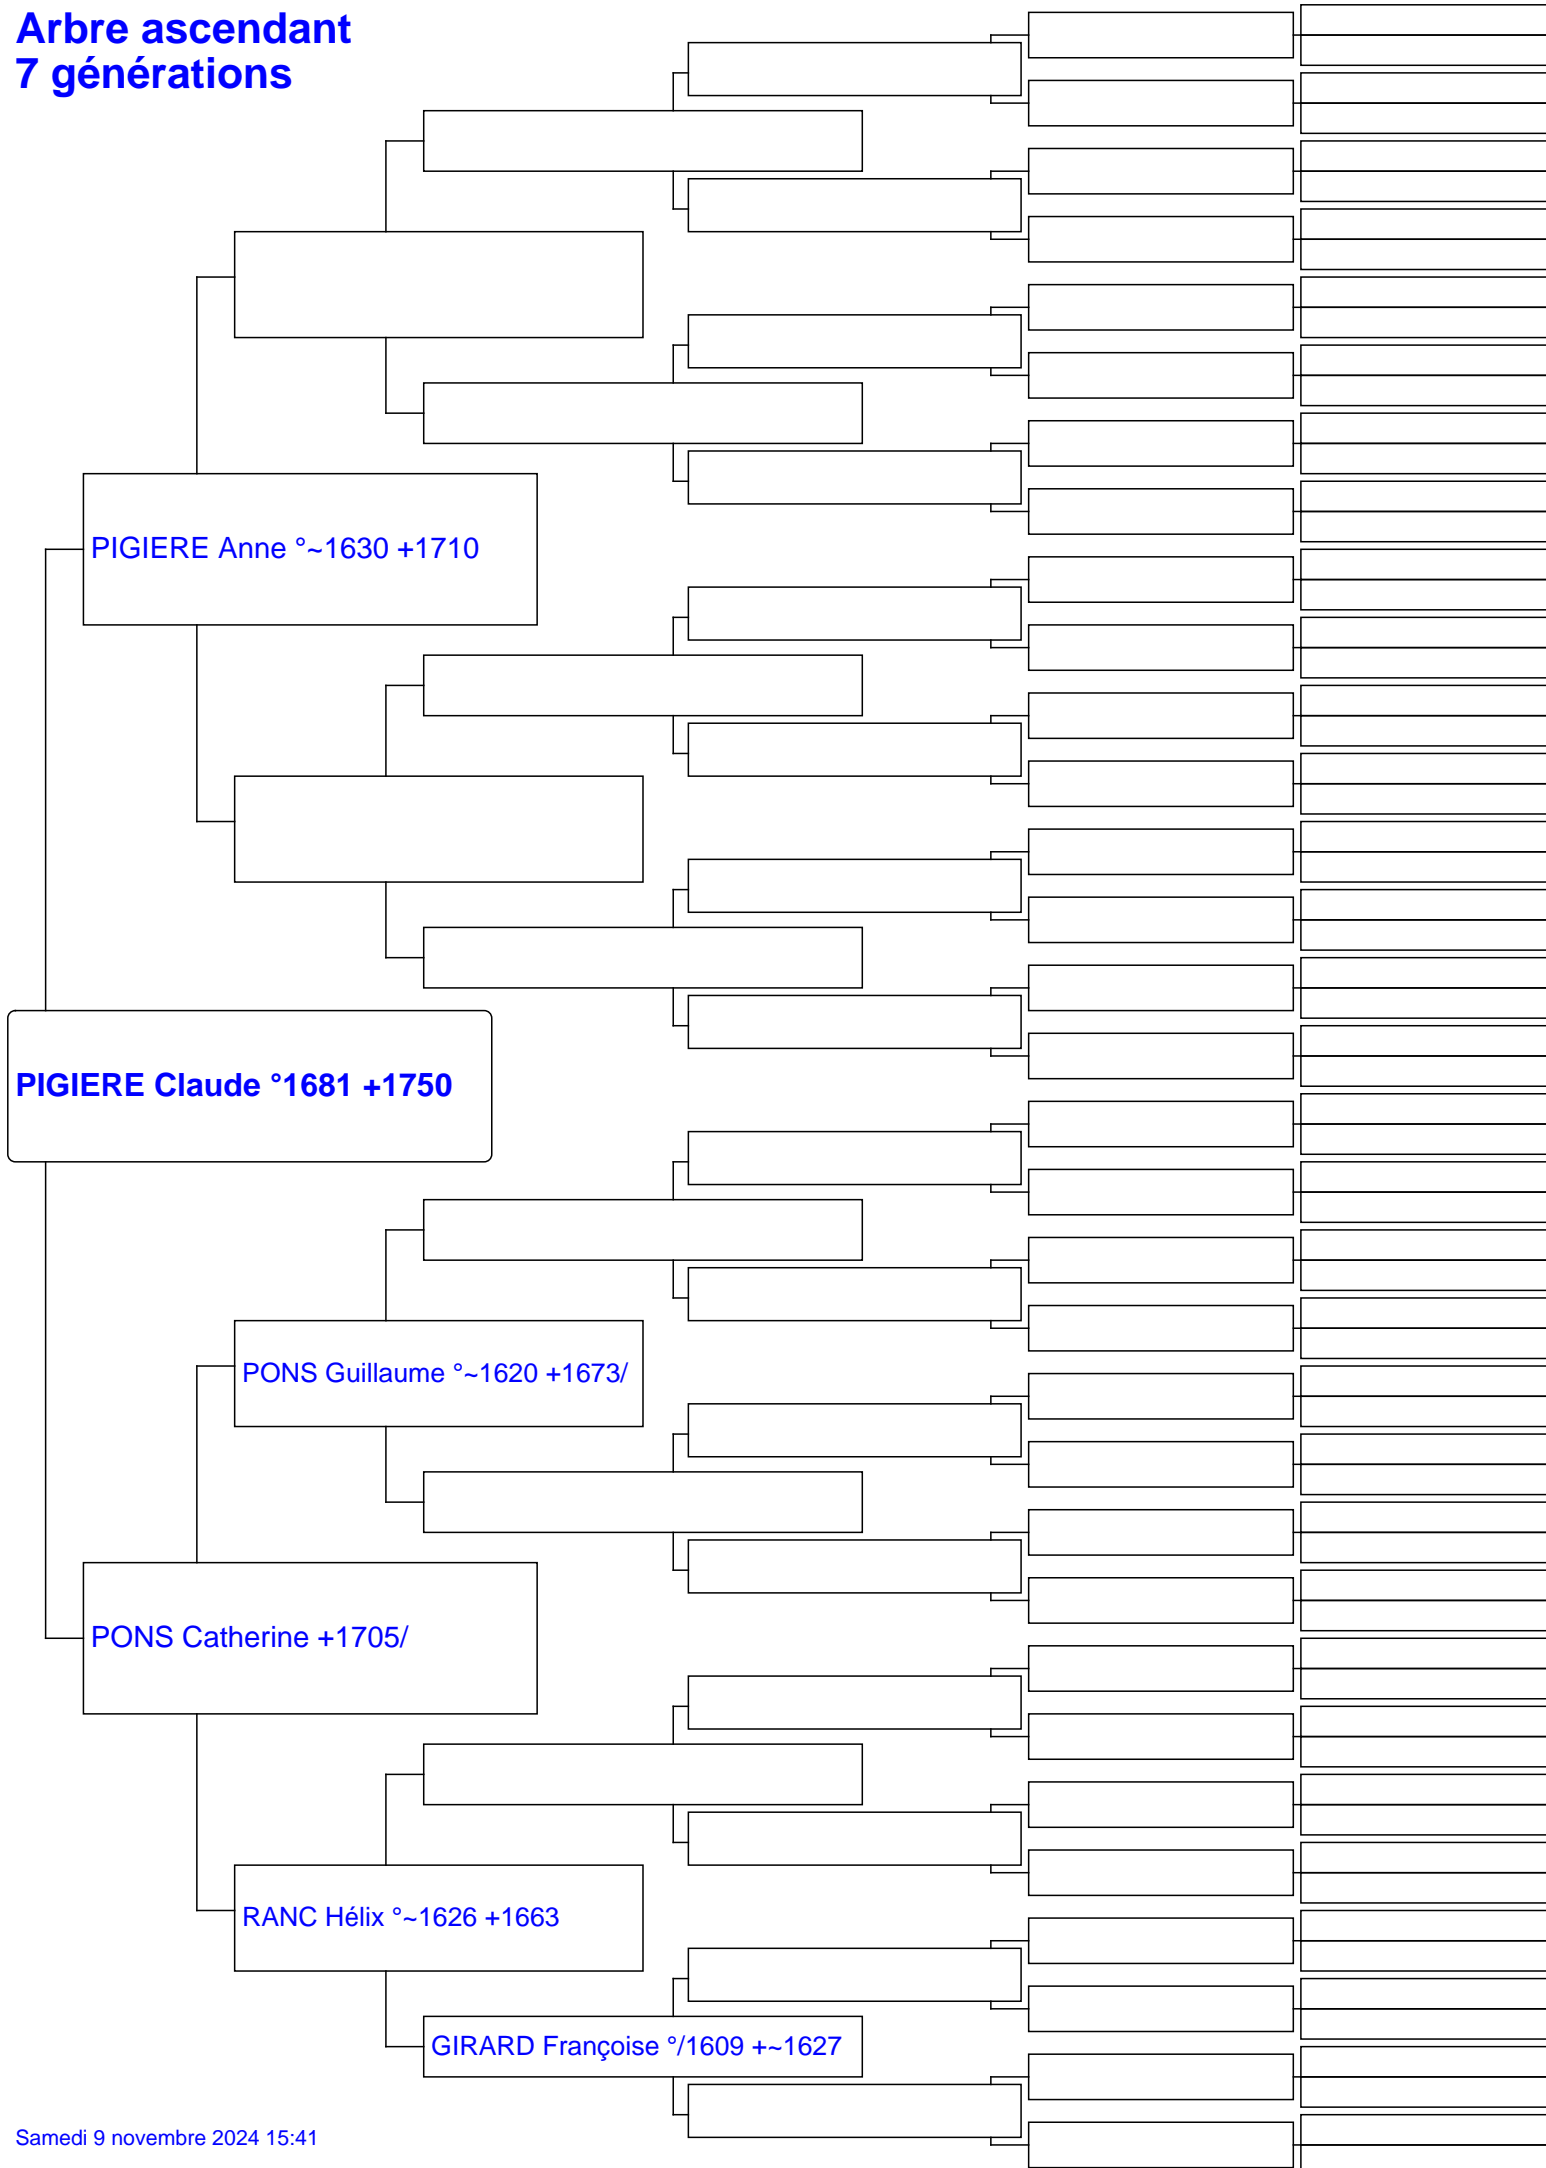 Arbre ascendant
7 générations
PIGIERE Anne °~1630 +1710
PIGIERE Claude °1681 +1750
PONS Guillaume °~1620 +1673/
PONS Catherine +1705/
RANC Hélix °~1626 +1663
GIRARD Françoise °/1609 +~1627
Samedi 9 novembre 2024 15:41